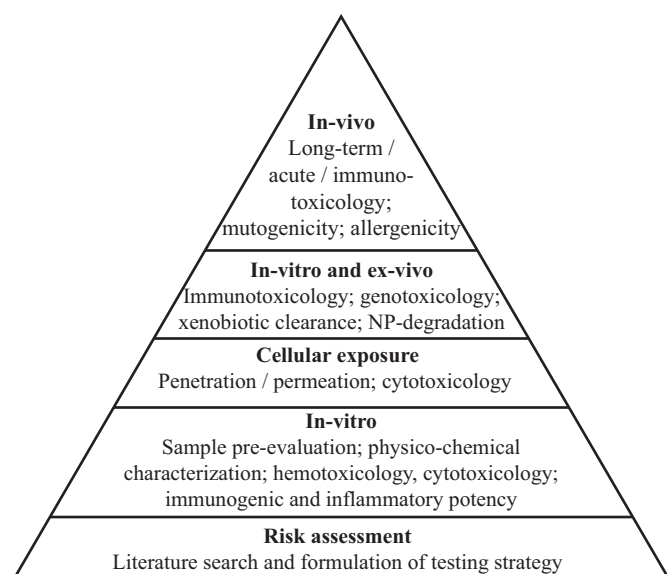 In-vivo
Long-term /
acute / immuno-
toxicology;
mutogenicity; allergenicity
In-vitro and ex-vivo
Immunotoxicology; genotoxicology;
xenobiotic clearance; NP-degradation
Cellular exposure
Penetration / permeation; cytotoxicology
In-vitro
Sample pre-evaluation; physico-chemical
characterization; hemotoxicology, cytotoxicology;
immunogenic and inflammatory potency
Risk assessment
Literature search and formulation of testing strategy